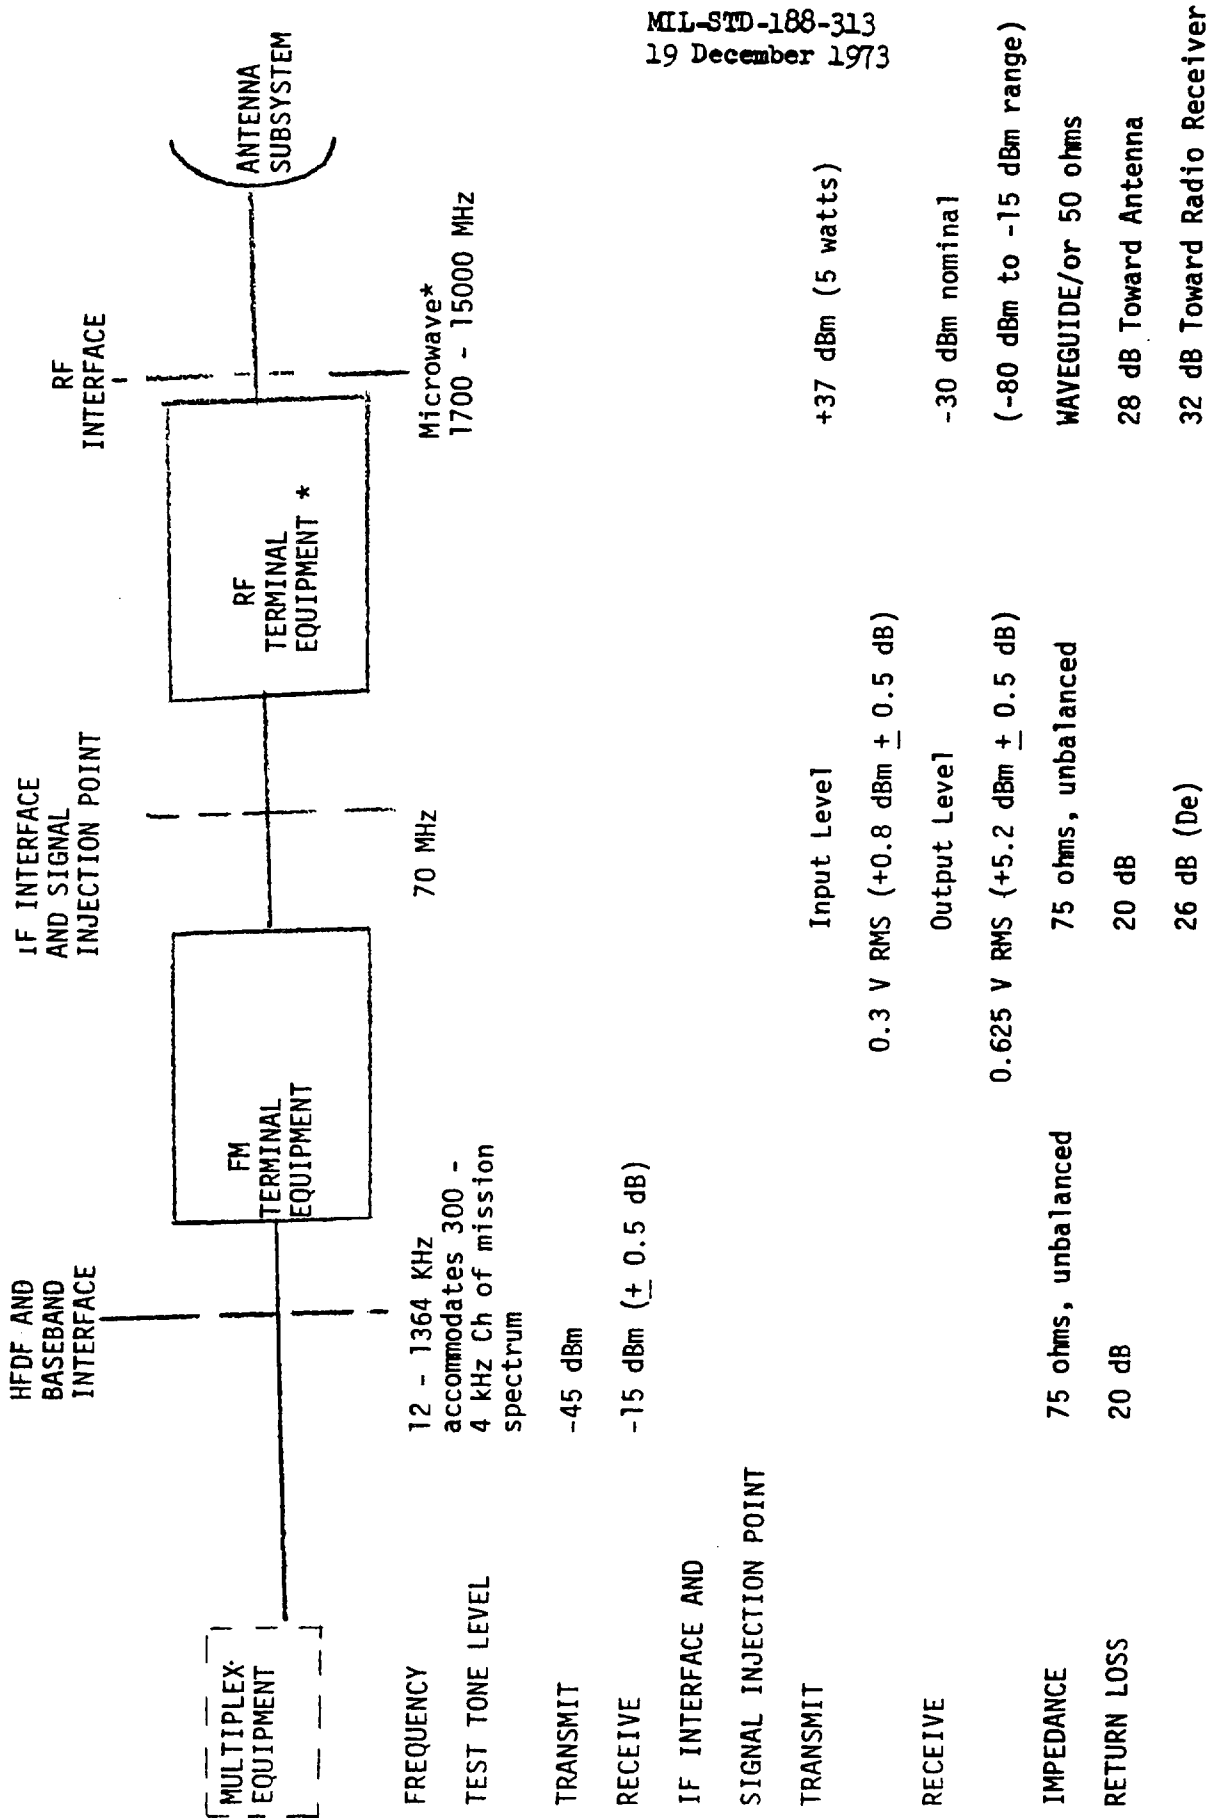 MIL-STD-188-313
19 December 1973
HFDF AND
BASEBAND
INTERFACE
IF INTERFACE
AND SIGNAL
INJECTION POINT
RF
INTERFACE
MULTIPLEX
EQUIPMENT
FM
TERMINAL
EQUIPMENT
RF
TERMINAL
EQUIPMENT *
ANTENNA
SUBSYSTEM
FREQUENCY
12 - 1364 KHz
accommodates 300 -
4 kHz Ch of mission
spectrum
70 MHz
Microwave*
1700 - 15000 MHz
TEST TONE LEVEL
TRANSMIT
-45 dBm
RECEIVE
-15 dBm (± 0.5 dB)
IF INTERFACE AND
SIGNAL INJECTION POINT
TRANSMIT
Input Level
+37 dBm (5 watts)
0.3 V RMS (+0.8 dBm ± 0.5 dB)
RECEIVE
Output Level
-30 dBm nominal
0.625 V RMS (+5.2 dBm ± 0.5 dB)
(-80 dBm to -15 dBm range)
IMPEDANCE
75 ohms, unbalanced
75 ohms, unbalanced
WAVEGUIDE/or 50 ohms
RETURN LOSS
20 dB
20 dB
28 dB Toward Antenna
26 dB (De)
32 dB Toward Radio Receiver